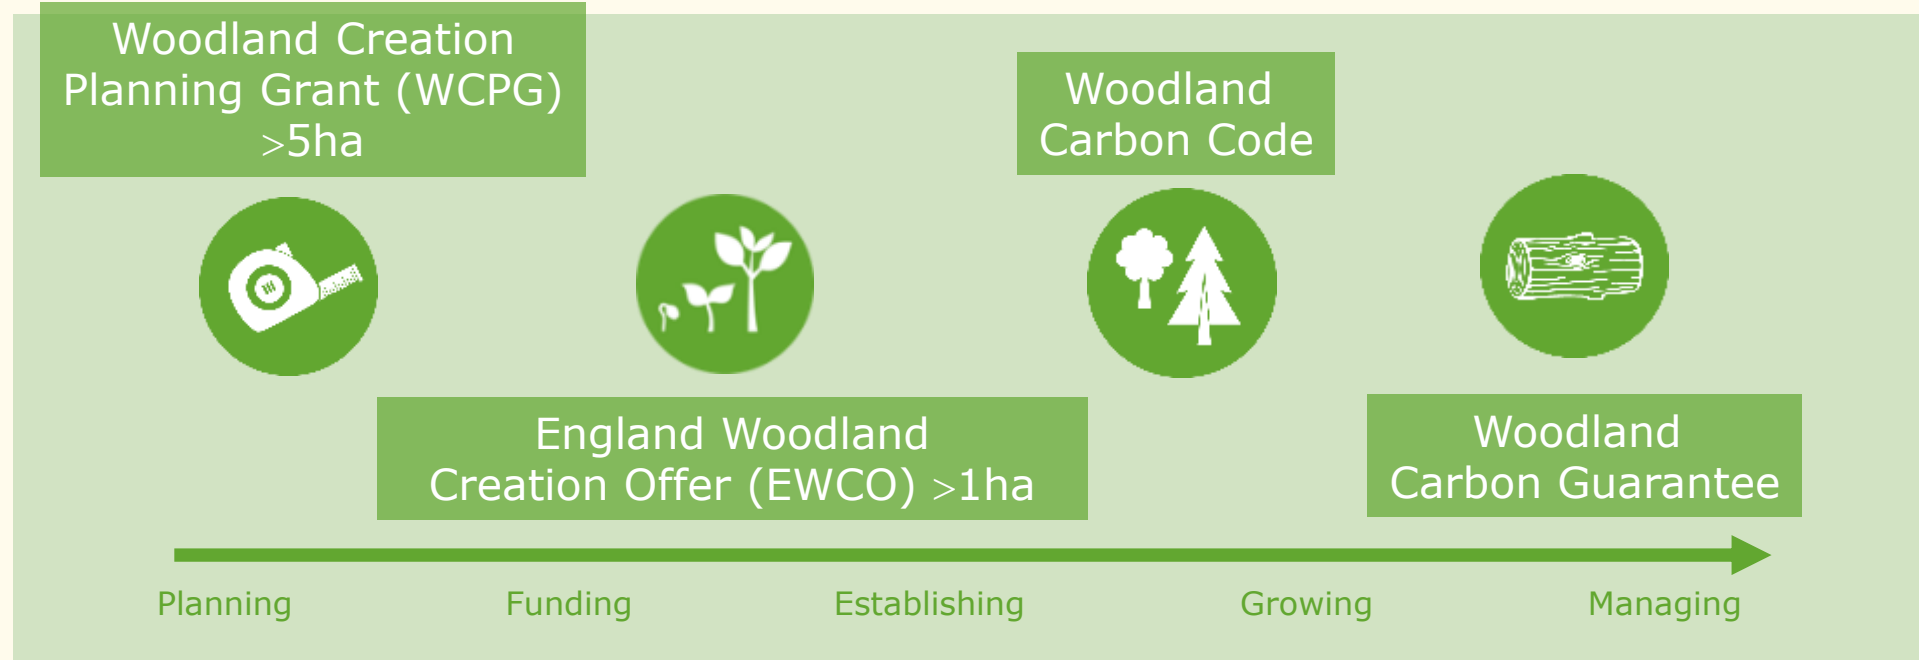 Woodland Creation
Planning Grant (WCPG)
>5ha
Woodland
Carbon Code
England Woodland
Creation Offer (EWCO) >1ha
Woodland
Carbon Guarantee
Planning
Funding
Establishing
Growing
Managing